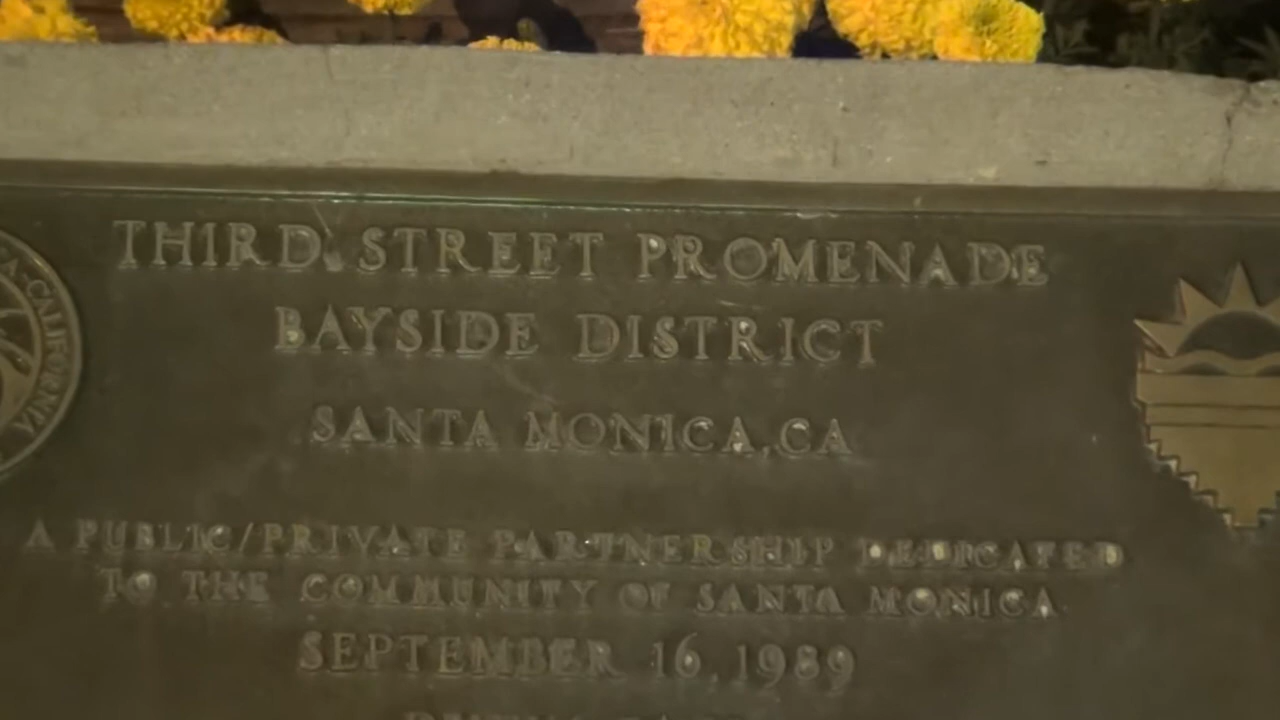 THIRD STREET PROMENADE
BAYSIDE DISTRICT
SANTA MONICA, CA
A PUBLIC/PRIVATE PARTNERSHIP DEDICATED
TO THE COMMUNITY OF SANTA MONICA
SEPTEMBER 16, 1989
CALIFORNIA